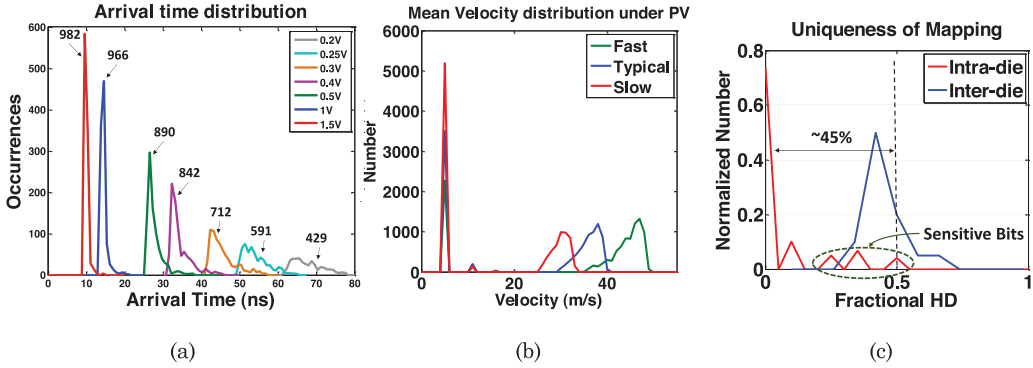 Arrival time distribution
600
500
400
300
200
100
0
0 10 20 30 40 50 60 70 80
Occurrences
Arrival Time (ns)
982
966
890
842
712
591
429
0.2V
0.25V
0.3V
0.4V
0.5V
1V
1.5V
(a)
Mean Velocity distribution under PV
6000
5000
4000
3000
2000
1000
0
0 20 40
Number
Velocity (m/s)
Fast
Typical
Slow
(b)
Uniqueness of Mapping
0.8
0.6
0.4
0.2
0
0 0.5 1
Normalized Number
Fractional HD
Intra-die
Inter-die
~45%
Sensitive Bits
(c)